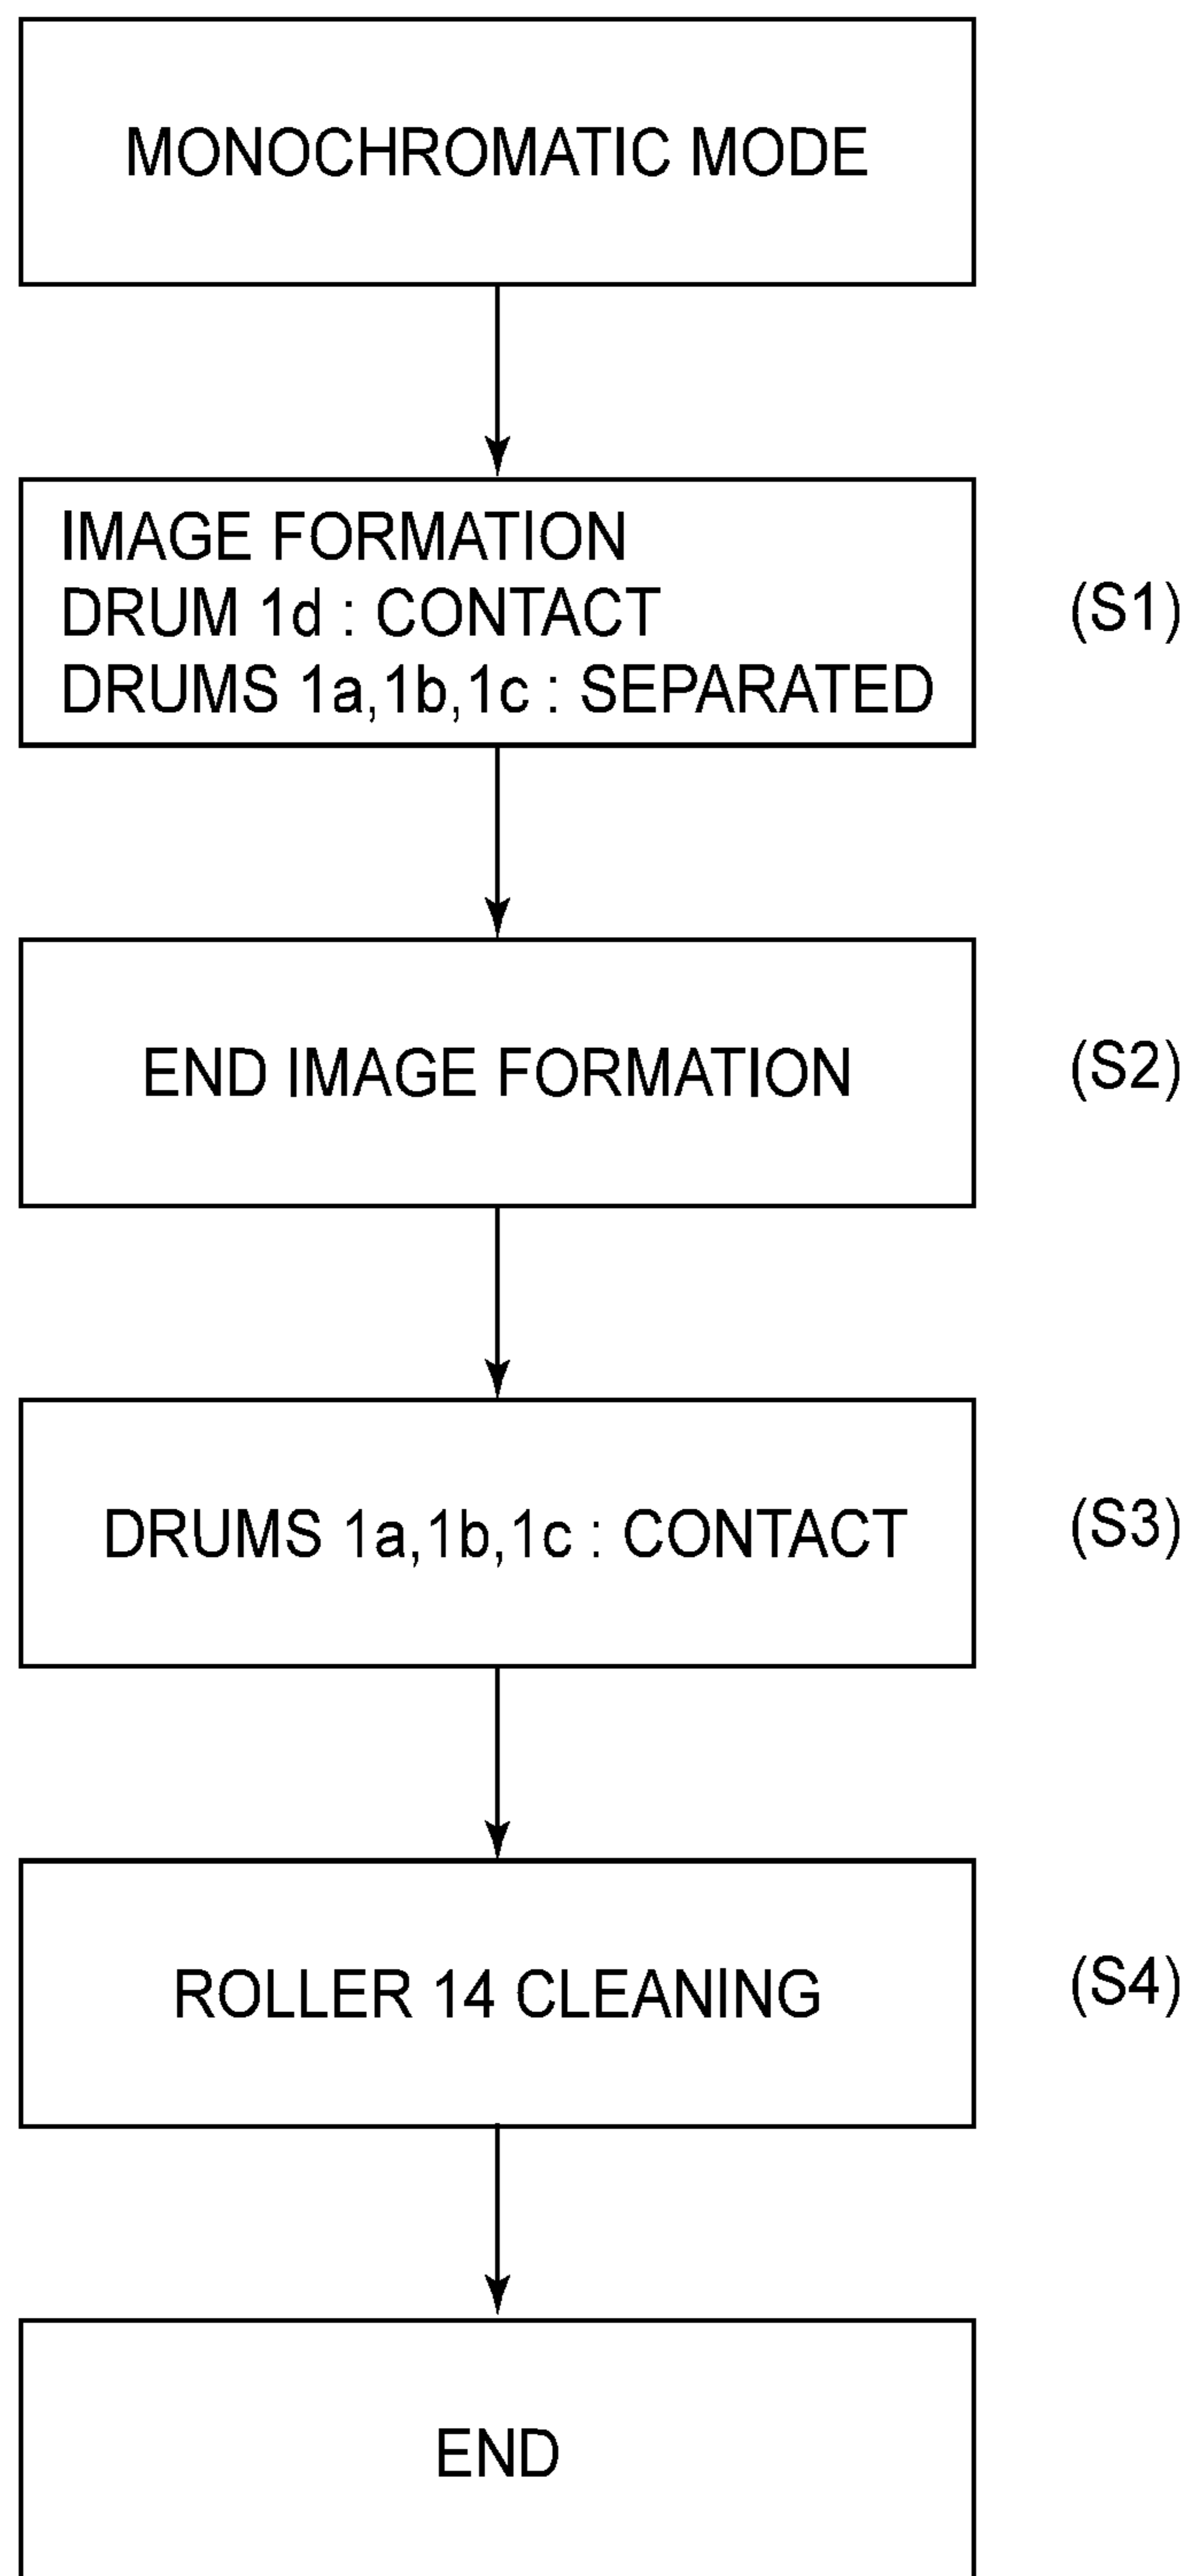 MONOCHROMATIC MODE
IMAGE FORMATION
DRUM 1d : CONTACT
DRUMS 1a,1b,1c : SEPARATED
(S1)
END IMAGE FORMATION
(S2)
DRUMS 1a,1b,1c : CONTACT
(S3)
ROLLER 14 CLEANING
(S4)
END